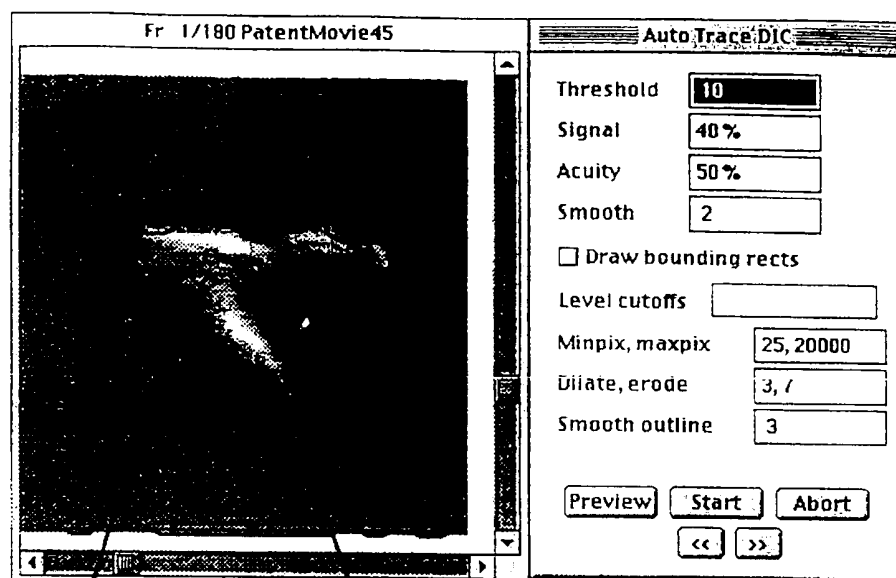 Fr 1/180 PatentMovie45
Auto Trace DIC
Threshold 10
Signal 40%
Acuity 50%
Smooth 2
Draw bounding rects
Level cutoffs
Minpix, maxpix 25, 20000
Dilate, erode 3, 7
Smooth outline 3
Preview Start Abort
<< >>